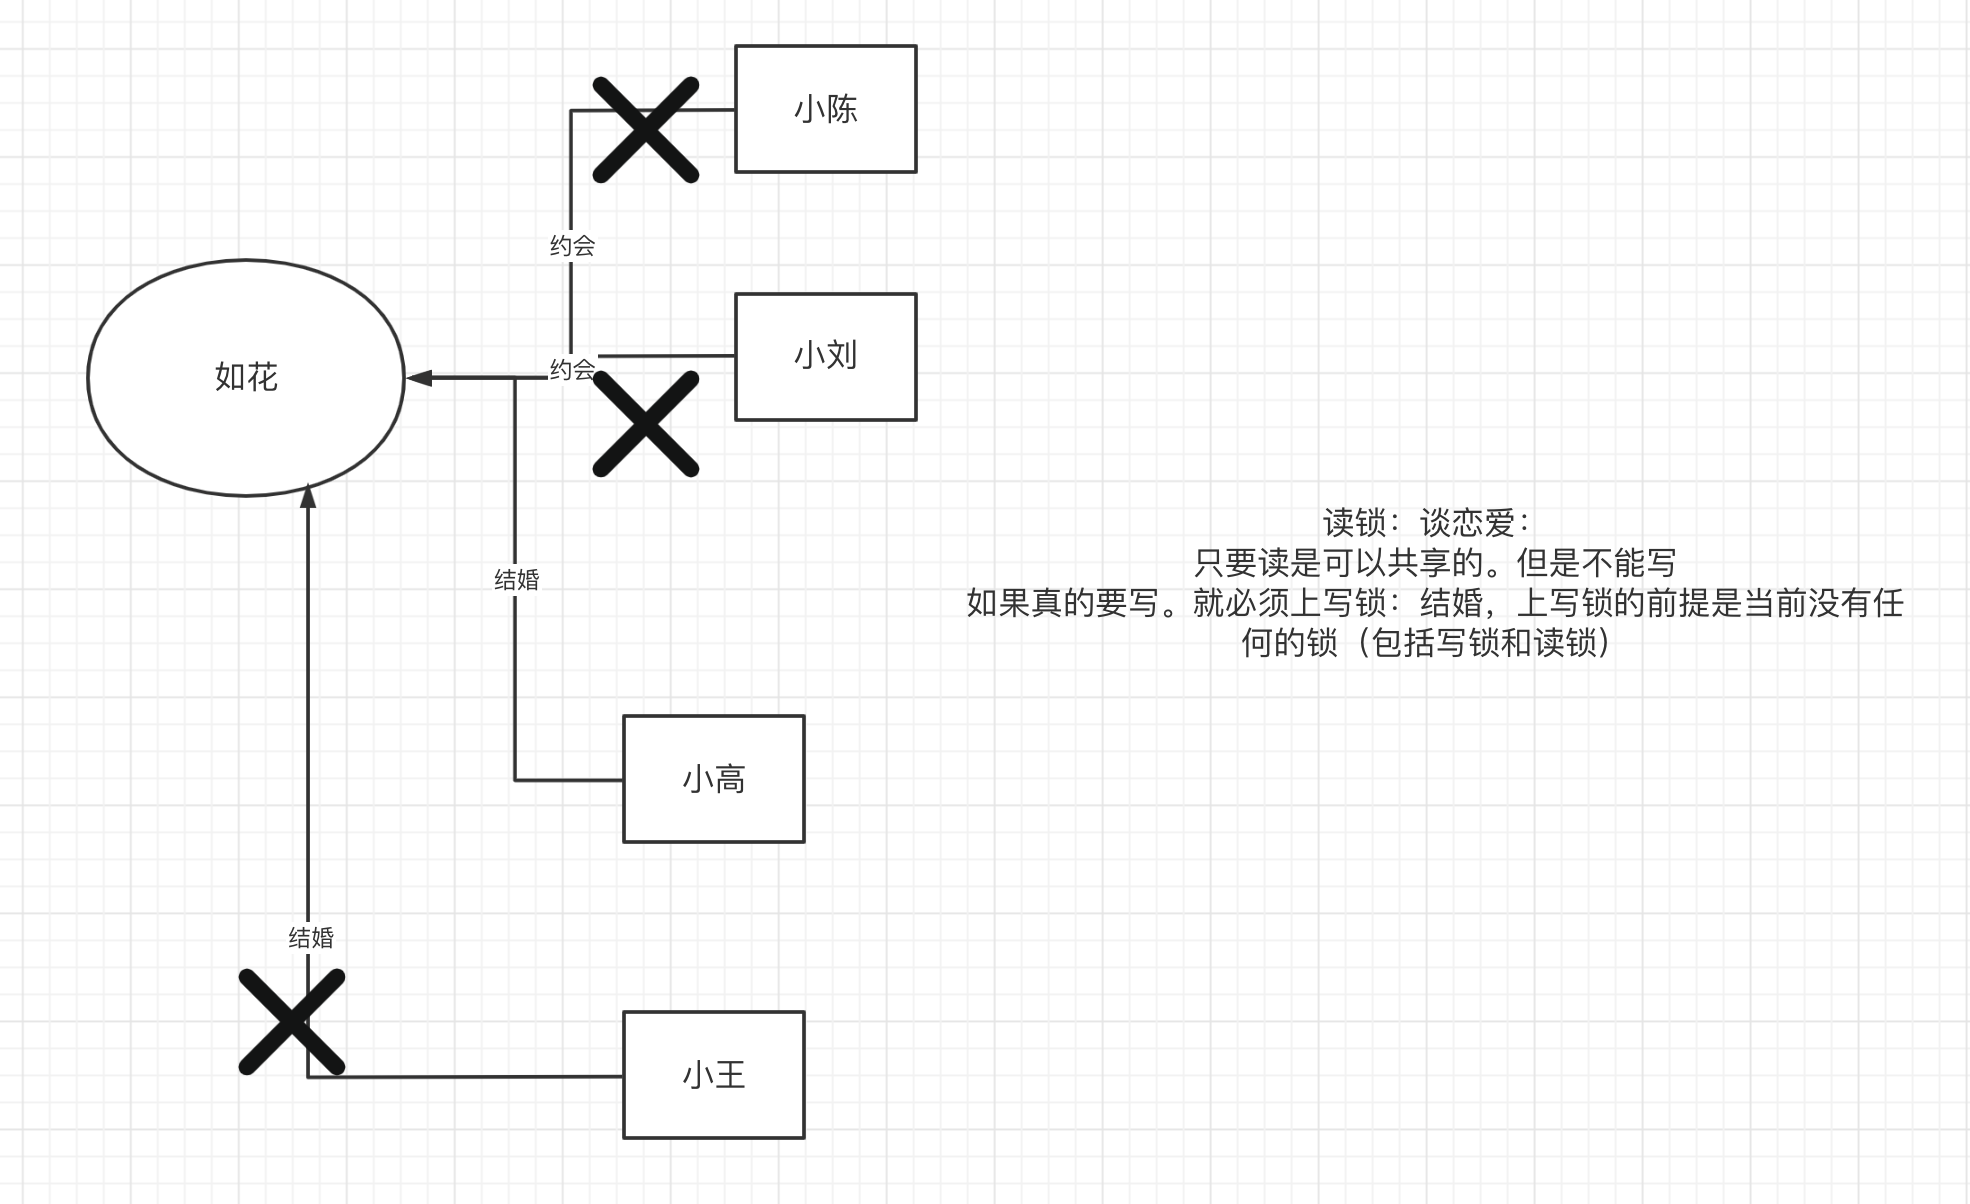 小陈
约会
小刘
约会
如花
读锁：谈恋爱：
只要读是可以共享的。但是不能写
如果真的要写。就必须上写锁：结婚，上写锁的前提是当前没有任
何的锁（包括写锁和读锁）
结婚
小高
结婚
小王